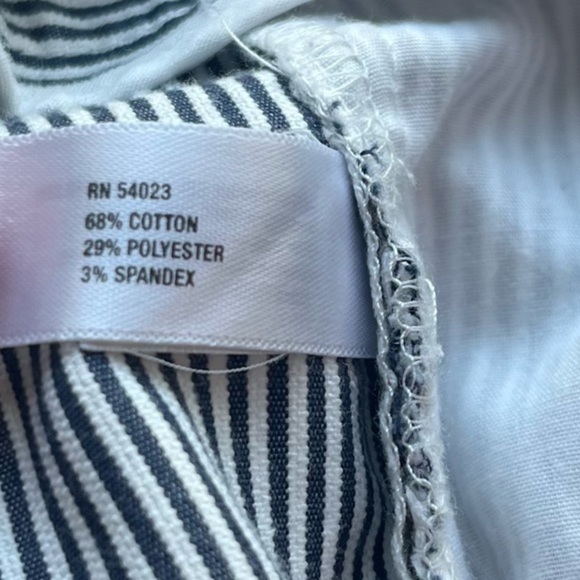 RN 54023
68% COTTON
29% POLYESTER
3% SPANDEX